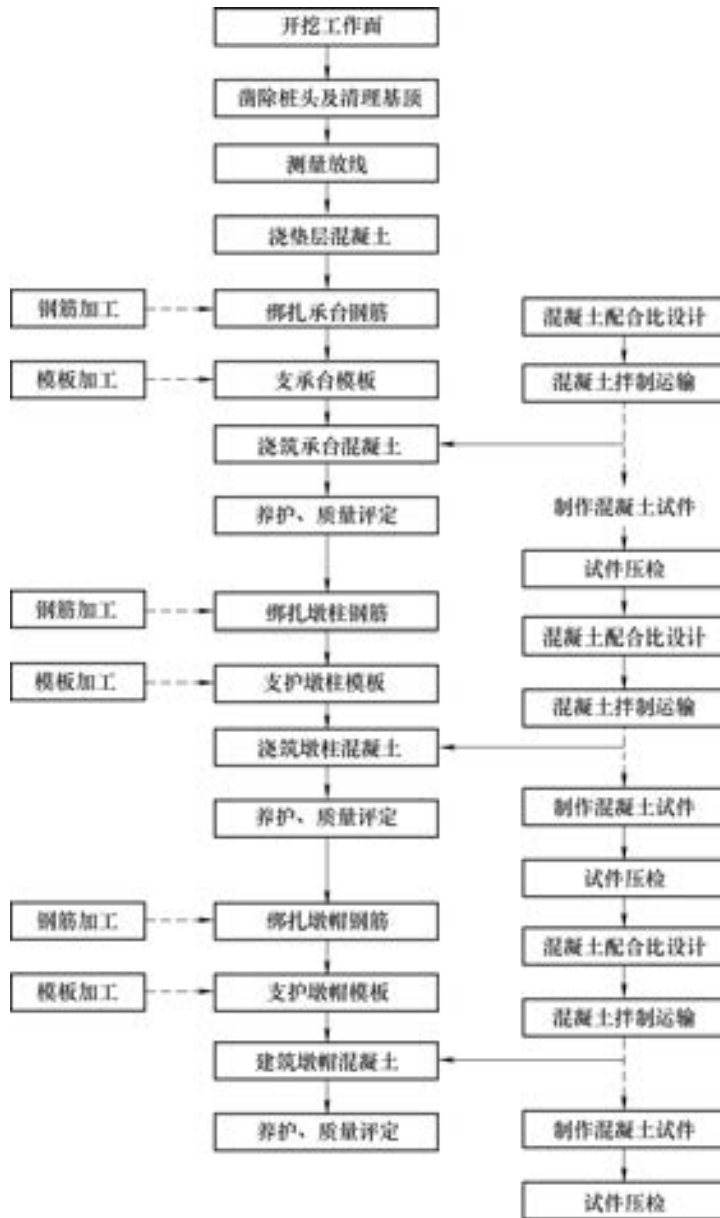 开挖工作面
凿除桩头及清理基顶
测量放线
浇垫层混凝土
钢筋加工
绑扎承台钢筋
混凝土配合比设计
模板加工
支承台模板
混凝土拌制运输
浇筑承台混凝土
养护、质量评定
制作混凝土试件
试件压检
钢筋加工
绑扎墩柱钢筋
混凝土配合比设计
模板加工
支护墩柱模板
混凝土拌制运输
浇筑墩柱混凝土
养护、质量评定
制作混凝土试件
试件压检
钢筋加工
绑扎墩帽钢筋
混凝土配合比设计
模板加工
支护墩帽模板
混凝土拌制运输
建筑墩帽混凝土
养护、质量评定
制作混凝土试件
试件压检